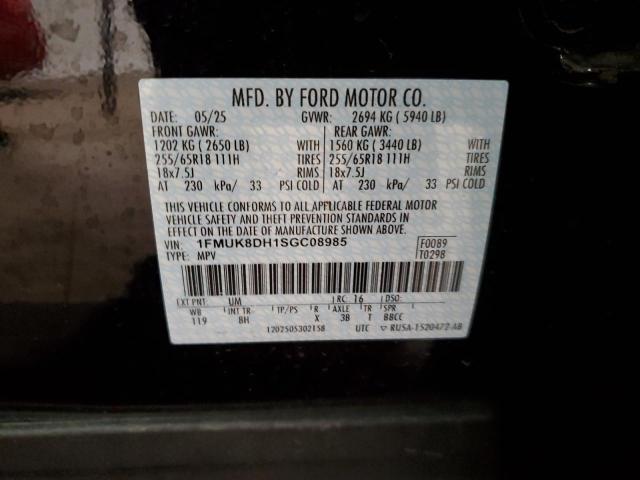 MFD. BY FORD MOTOR CO.
05/25 GVWR: 2694 KG ( 5940 LB)
FRONT GAWR: REAR GAWR:
1202 KG ( 2650 LB) WITH 1560 KG ( 3440 LB) WITH
255/65R18 111H TIRES 255/65R18 111H TIRES
18x7.5J RIMS 18x7.5J RIMS
AT 230 kPa/ 33 PSI COLD AT 230 kPa/ 33 PSI COLD
THIS VEHICLE CONFORMS TO ALL APPLICABLE FEDERAL MOTOR
VEHICLE SAFETY AND THEFT PREVENTION STANDARDS IN
EFFECT ON THE DATE OF MANUFACTURE SHOWN ABOVE.
VIN: 1FMUK8DH1SGC08985 F0089
TYPE: MPV T0298
EXT PNT: UM RC: 16 DSO:
WB INT TR TP/PS R AXLE TR SPR
119 8H X 3B T BBCC
1202505302158 UTC ▽ RU5A-1520472-AB